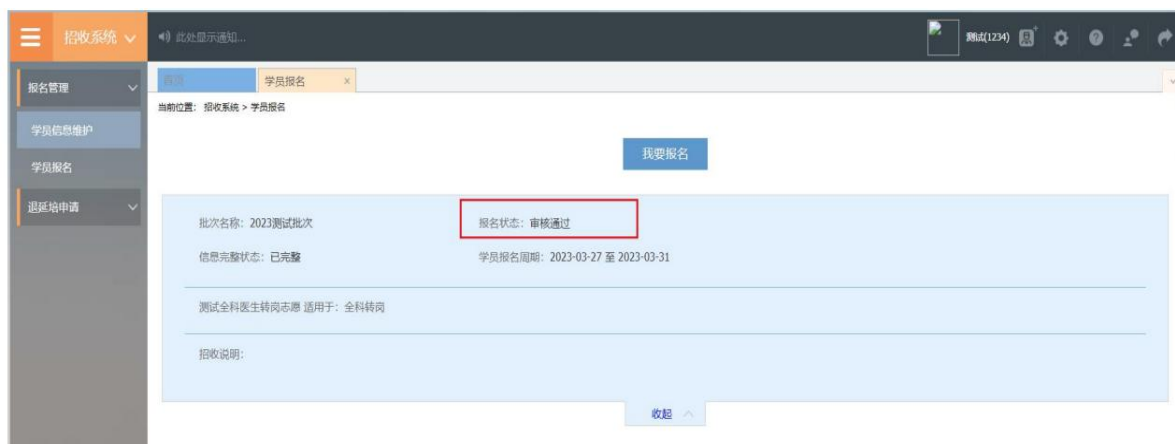 招收系统
此处显示通知...
测试(1234)
报名管理
首页
学员报名 ×
当前位置： 招收系统 > 学员报名
学员信息维护
我要报名
学员报名
退延培申请
批次名称：2023测试批次
报名状态：审核通过
信息完整状态：已完整
学员报名周期：2023-03-27 至 2023-03-31
测试全科医生转岗志愿 适用于：全科转岗
招收说明：
收起